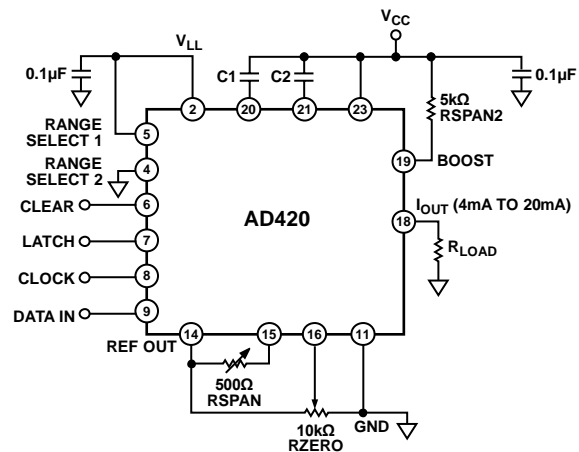 V_CC
V_LL
0.1µF
C1
C2
0.1µF
5kΩ
RSPAN2
2
20
21
23
RANGE
SELECT 1
5
19
BOOST
RANGE
SELECT 2
4
CLEAR
6
AD420
18
I_OUT (4mA TO 20mA)
LATCH
7
R_LOAD
CLOCK
8
DATA IN
9
REF OUT
14
15
16
11
500Ω
RSPAN
10kΩ
RZERO
GND